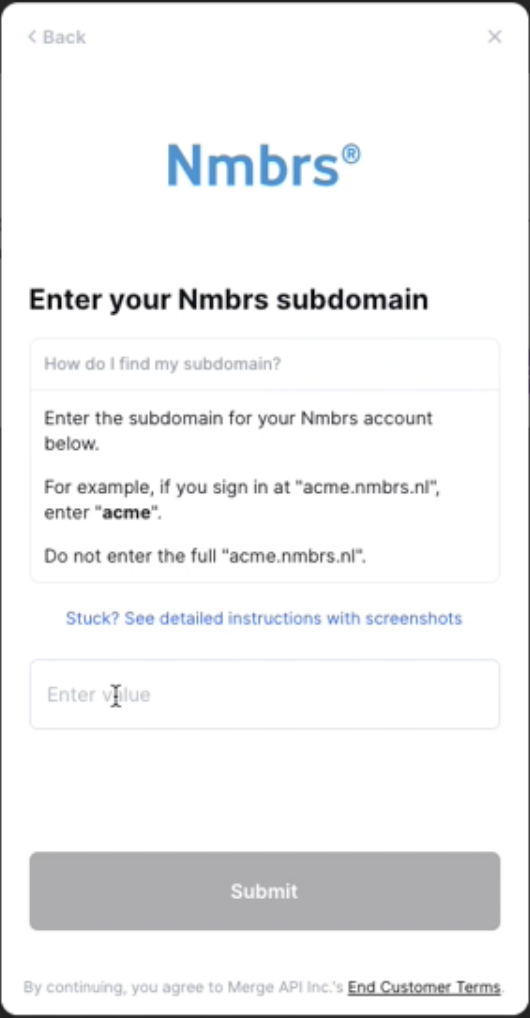 Back
Nmbrs®
Enter your Nmbrs subdomain
How do I find my subdomain?
Enter the subdomain for your Nmbrs account
below.
For example, if you sign in at "acme.nmbrs.nl",
enter "acme".
Do not enter the full "acme.nmbrs.nl".
Stuck? See detailed instructions with screenshots
Enter value
Submit
By continuing, you agree to Merge API Inc.'s End Customer Terms.